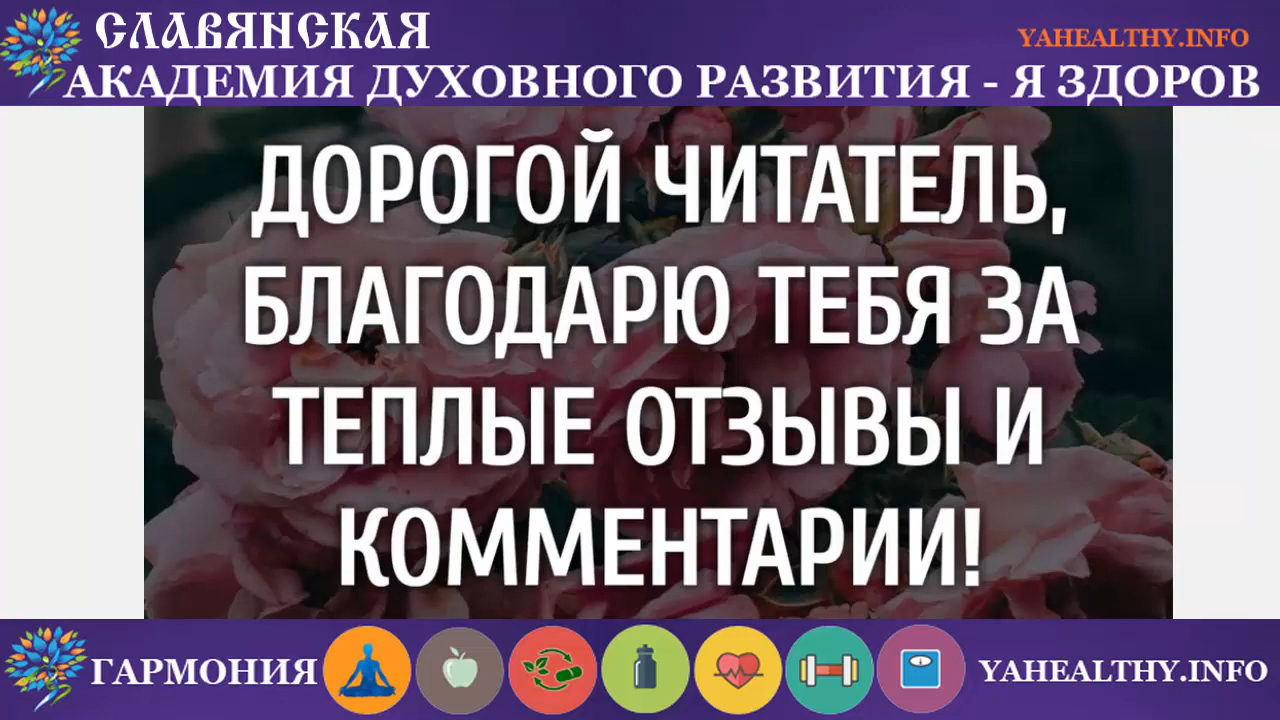 СЛАВЯНСКАЯ
YAHEALTHY.INFO
АКАДЕМИЯ ДУХОВНОГО РАЗВИТИЯ - Я ЗДОРОВ
ДОРОГОЙ ЧИТАТЕЛЬ,
БЛАГОДАРЮ ТЕБЯ ЗА
ТЕПЛЫЕ ОТЗЫВЫ И
КОММЕНТАРИИ!
ГАРМОНИЯ
YAHEALTHY.INFO